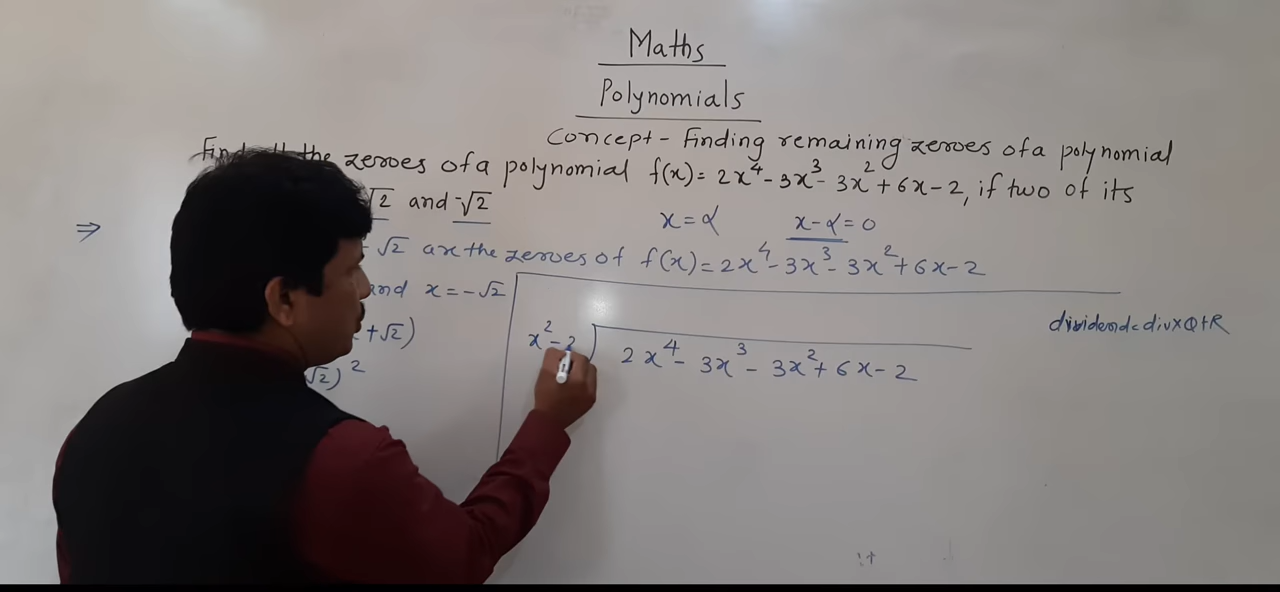 Maths
Polynomials
Concept - Finding remaining zeroes of a polynomial
Find the zeroes of a polynomial f(x) = 2x⁴ - 3x³ - 3x² + 6x - 2, if two of its
√2 and -√2
x = α x - α = 0
⇒ - √2 are the zeroes of f(x) = 2x⁴ - 3x³ - 3x² + 6x - 2
and x = -√2
dividend = div × Q + R
x + √2)
x² - 2) 2x⁴ - 3x³ - 3x² + 6x - 2
√2)²